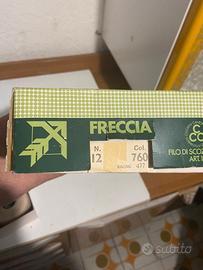 FRECCIA
N. Col.
12 760
FILO DI SCOZ
ART.
subito